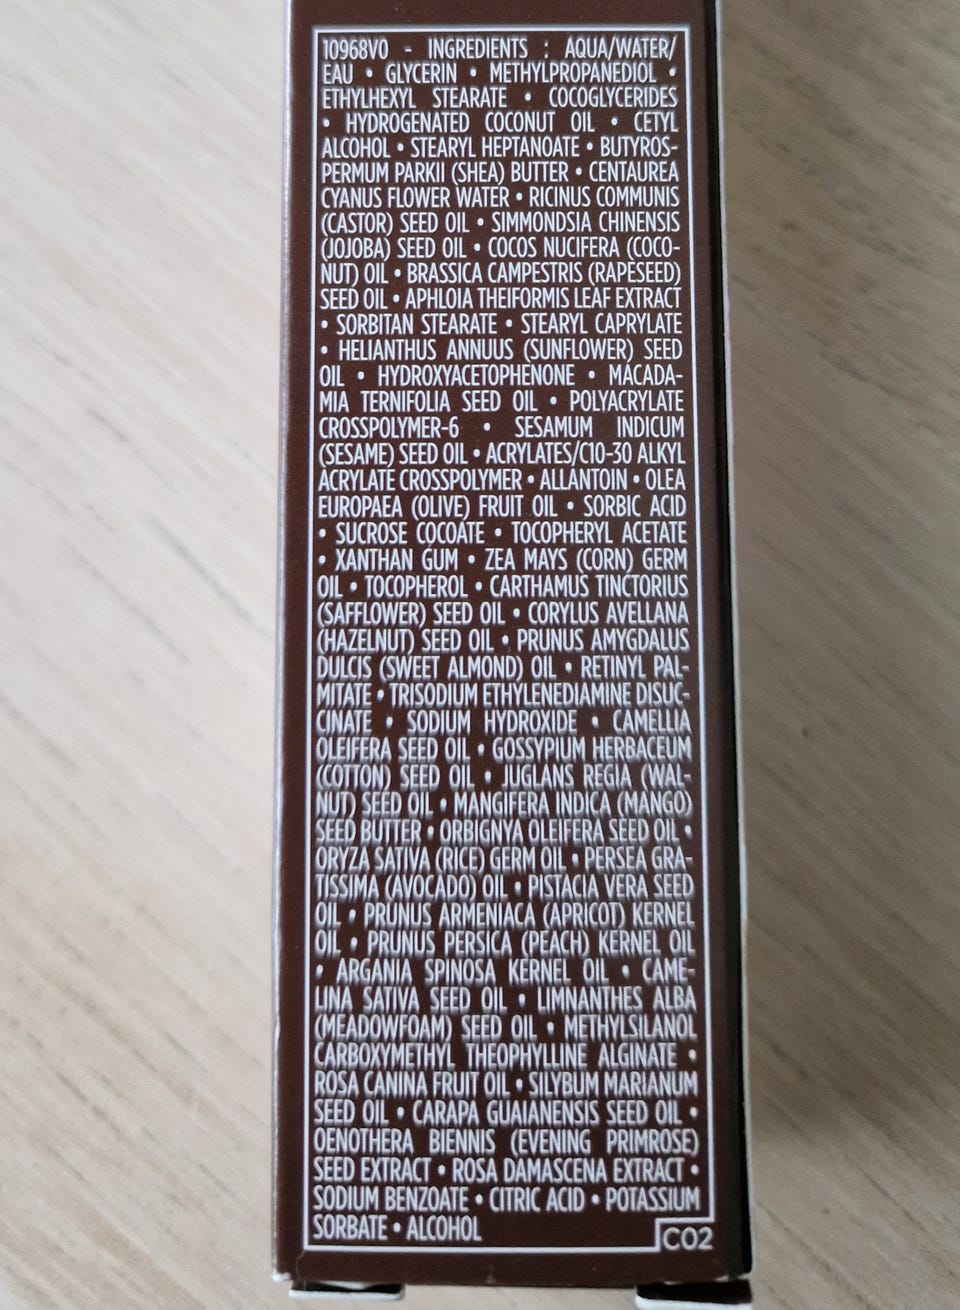 10968V0 - INGREDIENTS : AQUA/WATER/
EAU • GLYCERIN • METHYLPROPANEDIOL •
ETHYLHEXYL STEARATE • COCOGLYCERIDES
• HYDROGENATED COCONUT OIL • CETYL
ALCOHOL • STEARYL HEPTANOATE • BUTYROS-
PERMUM PARKII (SHEA) BUTTER • CENTAUREA
CYANUS FLOWER WATER • RICINUS COMMUNIS
(CASTOR) SEED OIL • SIMMONDSIA CHINENSIS
(JOJOBA) SEED OIL • COCOS NUCIFERA (COCO-
NUT) OIL • BRASSICA CAMPESTRIS (RAPESEED)
SEED OIL • APHLOIA THEIFORMIS LEAF EXTRACT
• SORBITAN STEARATE • STEARYL CAPRYLATE
• HELIANTHUS ANNUUS (SUNFLOWER) SEED
OIL • HYDROXYACETOPHENONE • MACADA-
MIA TERNIFOLIA SEED OIL • POLYACRYLATE
CROSSPOLYMER-6 • SESAMUM INDICUM
(SESAME) SEED OIL • ACRYLATES/C10-30 ALKYL
ACRYLATE CROSSPOLYMER • ALLANTOIN • OLEA
EUROPAEA (OLIVE) FRUIT OIL • SORBIC ACID
• SUCROSE COCOATE • TOCOPHERYL ACETATE
• XANTHAN GUM • ZEA MAYS (CORN) GERM
OIL • TOCOPHEROL • CARTHAMUS TINCTORIUS
(SAFFLOWER) SEED OIL • CORYLUS AVELLANA
(HAZELNUT) SEED OIL • PRUNUS AMYGDALUS
DULCIS (SWEET ALMOND) OIL • RETINYL PAL-
MITATE • TRISODIUM ETHYLENEDIAMINE DISUC-
CINATE • SODIUM HYDROXIDE • CAMELLIA
OLEIFERA SEED OIL • GOSSYPIUM HERBACEUM
(COTTON) SEED OIL • JUGLANS REGIA (WAL-
NUT) SEED OIL • MANGIFERA INDICA (MANGO)
SEED BUTTER • ORBIGNYA OLEIFERA SEED OIL •
ORYZA SATIVA (RICE) GERM OIL • PERSEA GRA-
TISSIMA (AVOCADO) OIL • PISTACIA VERA SEED
OIL • PRUNUS ARMENIACA (APRICOT) KERNEL
OIL • PRUNUS PERSICA (PEACH) KERNEL OIL
• ARGANIA SPINOSA KERNEL OIL • CAME-
LINA SATIVA SEED OIL • LIMNANTHES ALBA
(MEADOWFOAM) SEED OIL • METHYLSILANOL
CARBOXYMETHYL THEOPHYLLINE ALGINATE •
ROSA CANINA FRUIT OIL • SILYBUM MARIANUM
SEED OIL • CARAPA GUAIANENSIS SEED OIL •
OENOTHERA BIENNIS (EVENING PRIMROSE)
SEED EXTRACT • ROSA DAMASCENA EXTRACT •
SODIUM BENZOATE • CITRIC ACID • POTASSIUM
SORBATE • ALCOHOL
C02